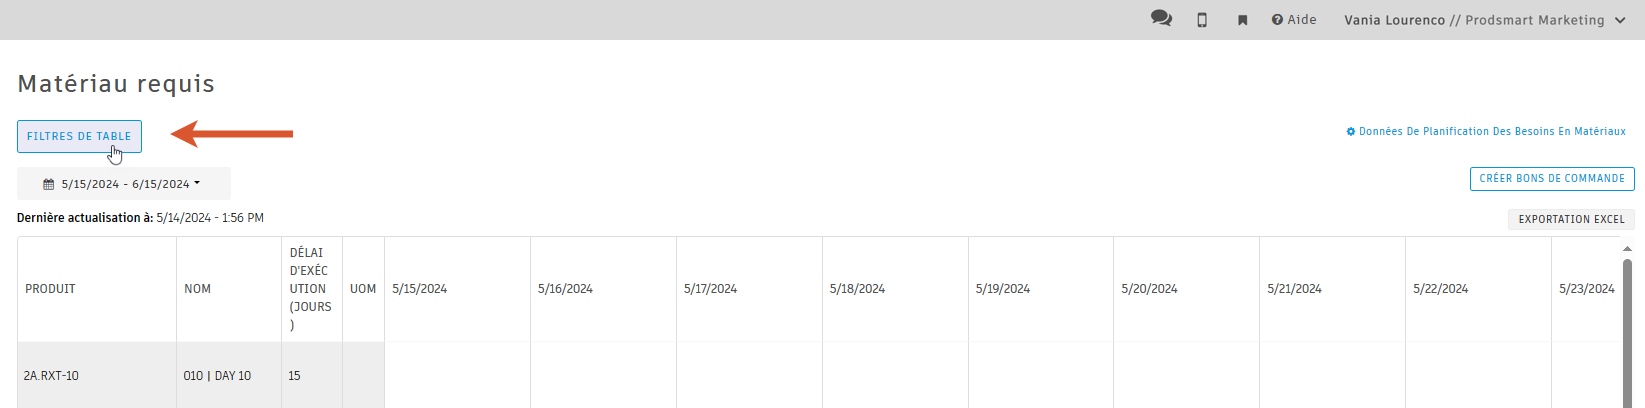 Aide
Vania Lourenco // Prodsmart Marketing
Matériau requis
FILTRES DE TABLE
Données De Planification Des Besoins En Matériaux
5/15/2024 - 6/15/2024
CRÉER BONS DE COMMANDE
Dernière actualisation à: 5/14/2024 - 1:56 PM
EXPORTATION EXCEL
PRODUIT
NOM
DÉLAI
D'EXÉC
UTION
(JOURS
)
UOM
5/15/2024
5/16/2024
5/17/2024
5/18/2024
5/19/2024
5/20/2024
5/21/2024
5/22/2024
5/23/2024
2A.RXT-10
010 | DAY 10
15